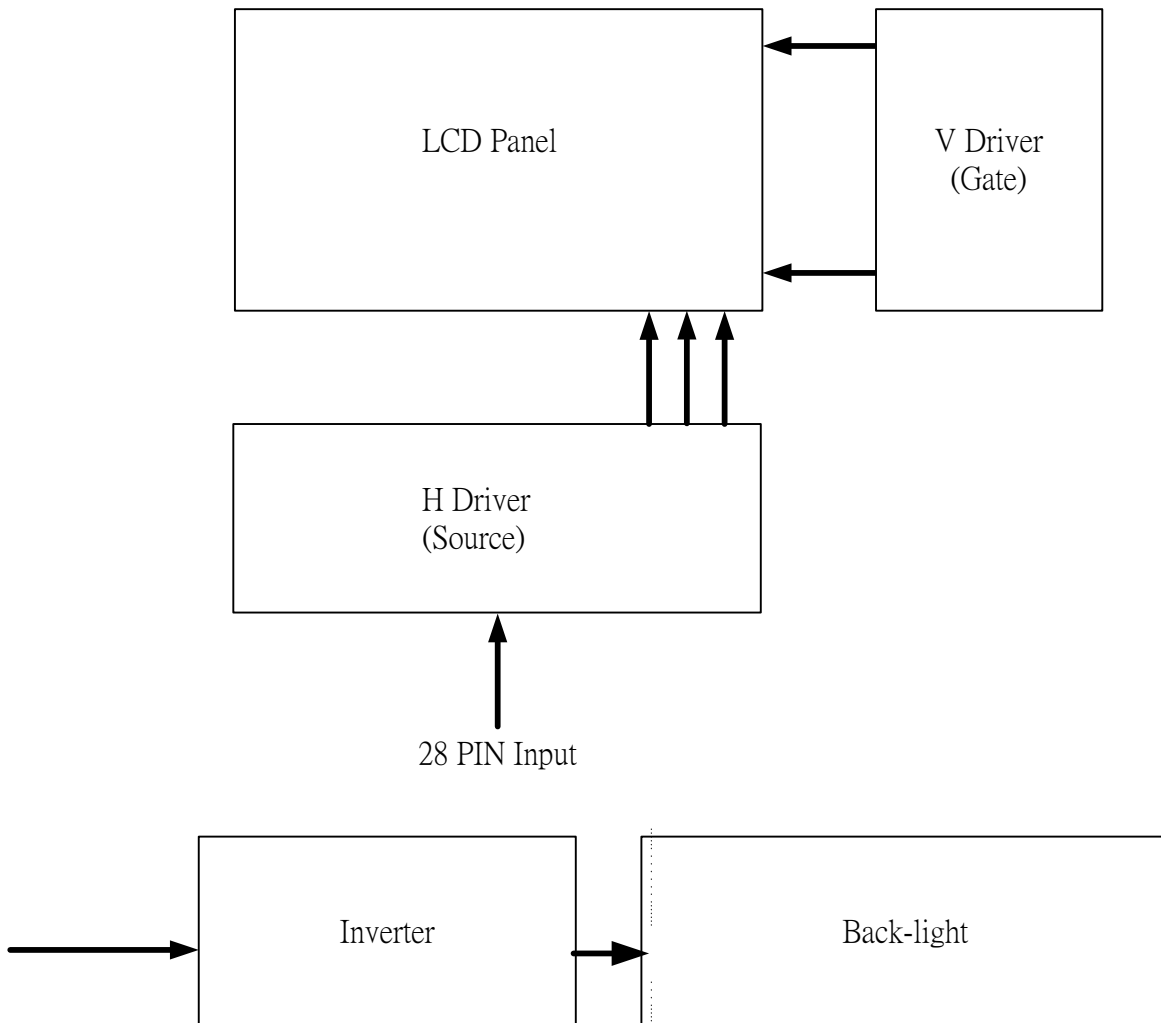 LCD Panel
V Driver
(Gate)
H Driver
(Source)
28 PIN Input
Inverter
Back-light